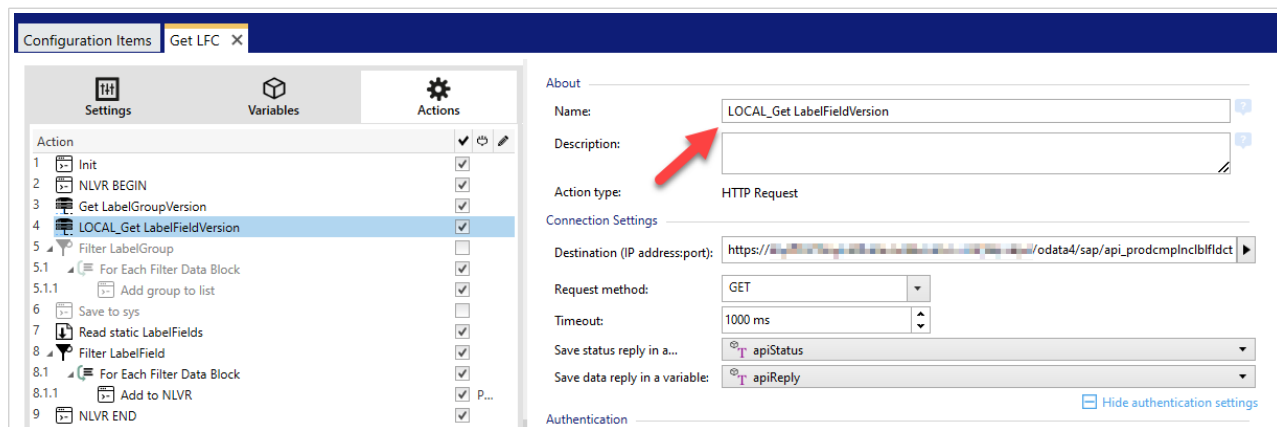 Configuration Items
Get LFC
Settings
Variables
Actions
Action
1 Init
2 NLVR BEGIN
3 Get LabelGroupVersion
4 LOCAL_Get LabelFieldVersion
5 Filter LabelGroup
5.1 For Each Filter Data Block
5.1.1 Add group to list
6 Save to sys
7 Read static LabelFields
8 Filter LabelField
8.1 For Each Filter Data Block
8.1.1 Add to NLVR P...
9 NLVR END
About
Name: LOCAL_Get LabelFieldVersion
Description:
Action type: HTTP Request
Connection Settings
Destination (IP address:port): https:// /odata4/sap/api_prodcmplnclblfldct
Request method: GET
Timeout: 1000 ms
Save status reply in a... apiStatus
Save data reply in a variable: apiReply
Hide authentication settings
Authentication